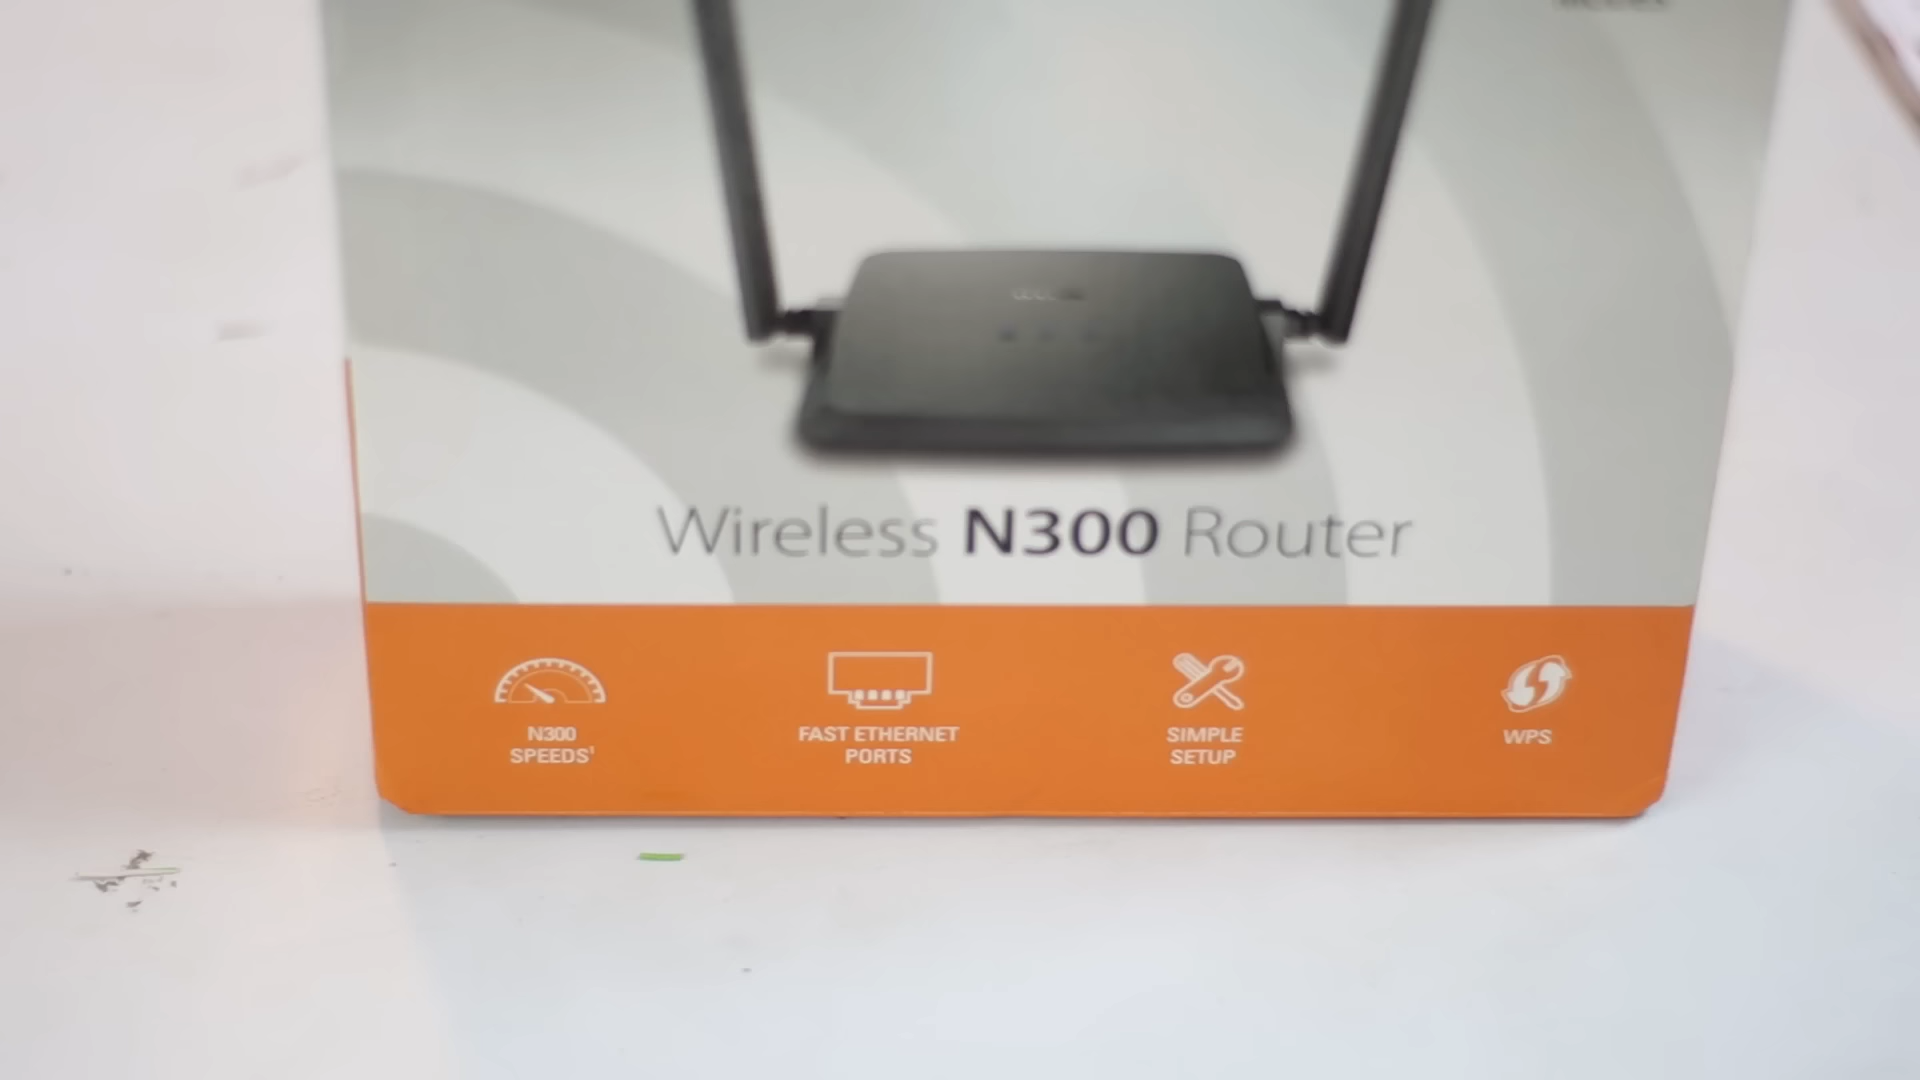 Wireless N300 Router
N300
SPEEDS¹
FAST ETHERNET
PORTS
SIMPLE
SETUP
WPS